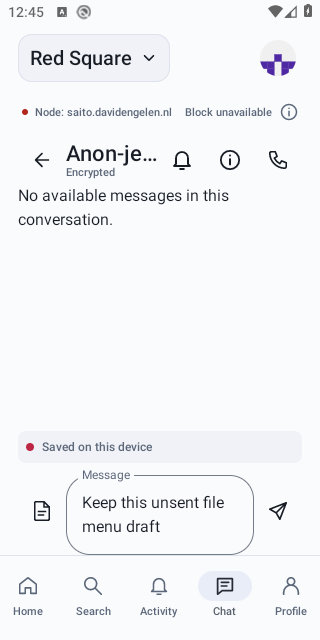 12:45
Red Square
Node: saito.davidengelen.nl
Block unavailable
Anon-je...
Encrypted
No available messages in this
conversation.
Saved on this device
Message
Keep this unsent file
menu draft
Home
Search
Activity
Chat
Profile